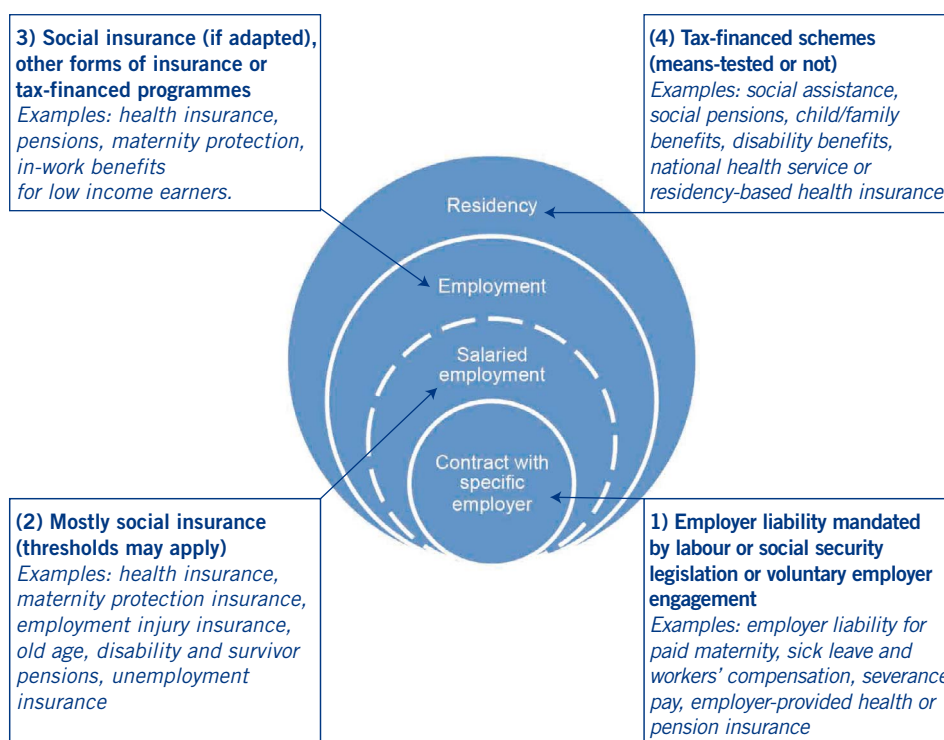 3) Social insurance (if adapted),
other forms of insurance or
tax-financed programmes
Examples: health insurance,
pensions, maternity protection,
in-work benefits
for low income earners.
(4) Tax-financed schemes
(means-tested or not)
Examples: social assistance,
social pensions, child/family
benefits, disability benefits,
national health service or
residency-based health insurance
Residency
Employment
Salaried
employment
Contract with
specific
employer
(2) Mostly social insurance
(thresholds may apply)
Examples: health insurance,
maternity protection insurance,
employment injury insurance,
old age, disability and survivor
pensions, unemployment
insurance
1) Employer liability mandated
by labour or social security
legislation or voluntary employer
engagement
Examples: employer liability for
paid maternity, sick leave and
workers' compensation, severance
pay, employer-provided health or
pension insurance